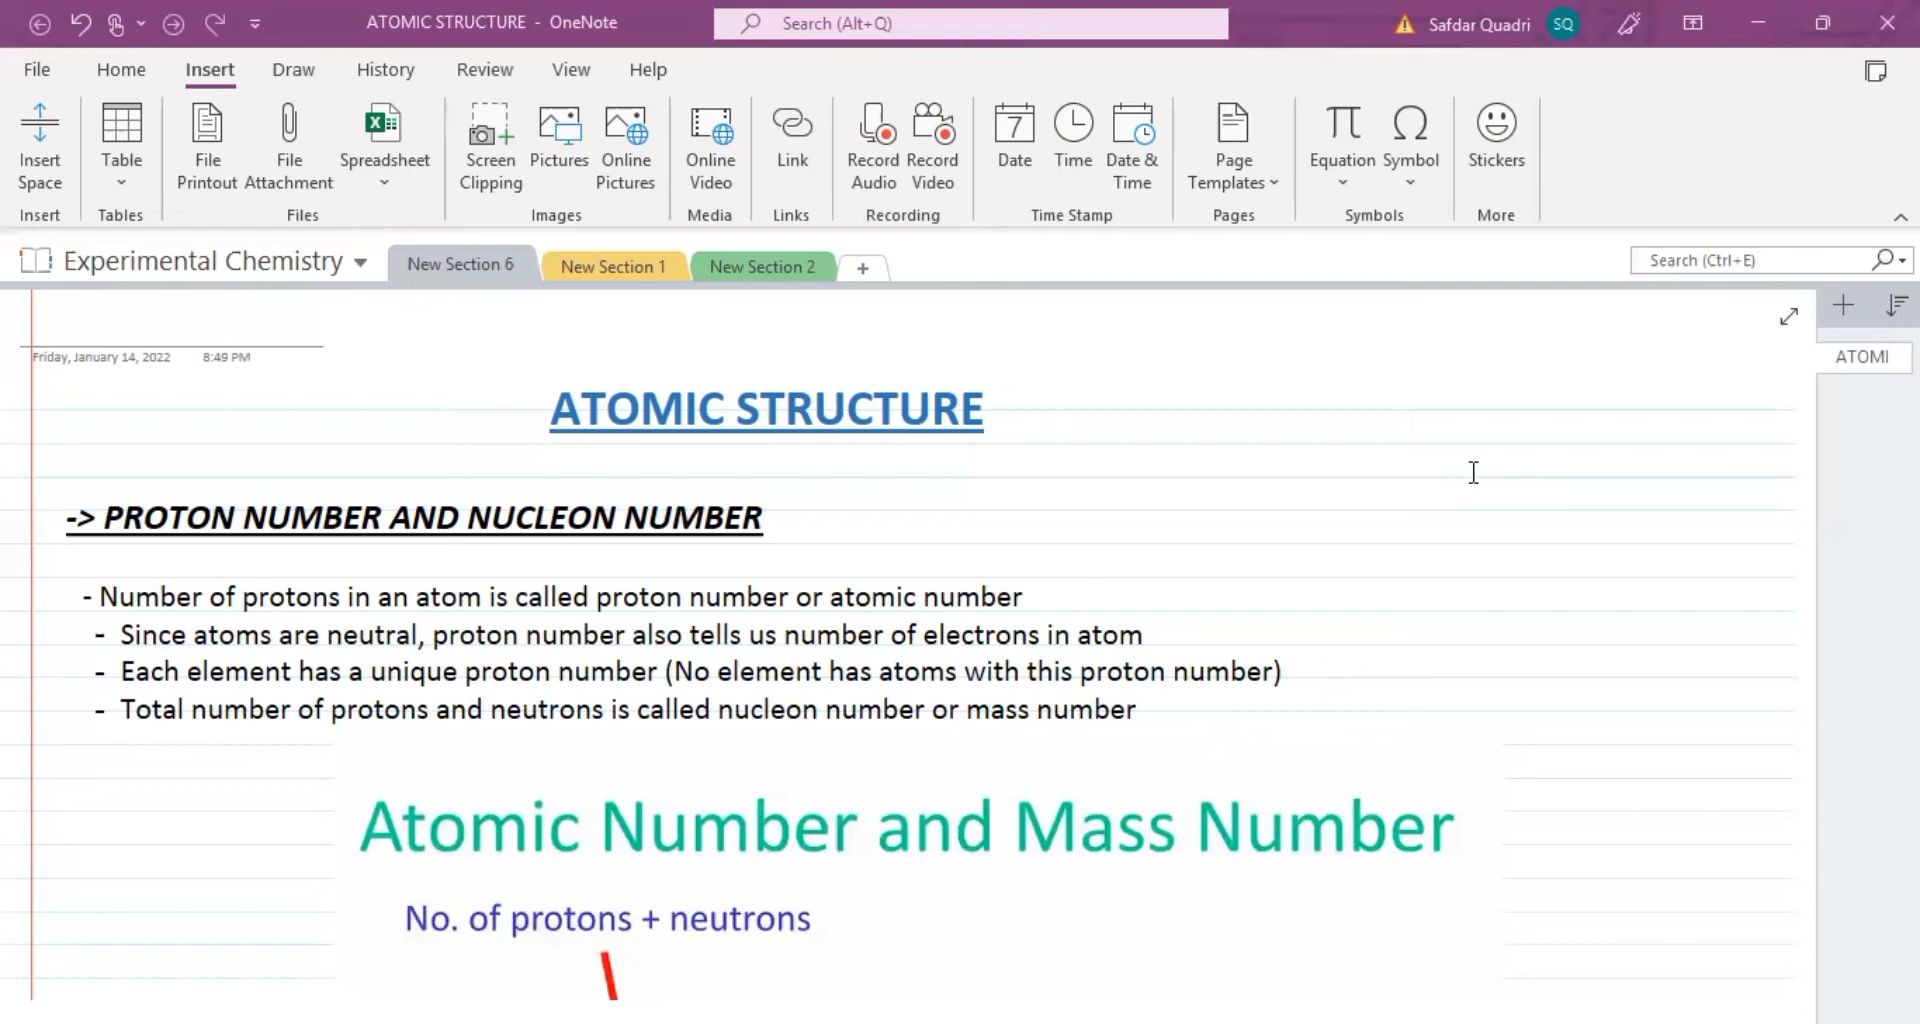 ATOMIC STRUCTURE - OneNote
Search (Alt+Q)
Safdar Quadri SQ
File Home Insert Draw History Review View Help
Insert Space Table File Printout File Attachment Spreadsheet Screen Clipping Pictures Online Pictures Online Video Link Record Audio Record Video 7 Date Time Date & Time Page Templates π Equation Ω Symbol Stickers
Insert Tables Files Images Media Links Recording Time Stamp Pages Symbols More
Experimental Chemistry New Section 6 New Section 1 New Section 2 + Search (Ctrl+E)
ATOMI
Friday, January 14, 2022 8:49 PM
ATOMIC STRUCTURE
-> PROTON NUMBER AND NUCLEON NUMBER
- Number of protons in an atom is called proton number or atomic number
- Since atoms are neutral, proton number also tells us number of electrons in atom
- Each element has a unique proton number (No element has atoms with this proton number)
- Total number of protons and neutrons is called nucleon number or mass number
Atomic Number and Mass Number
No. of protons + neutrons